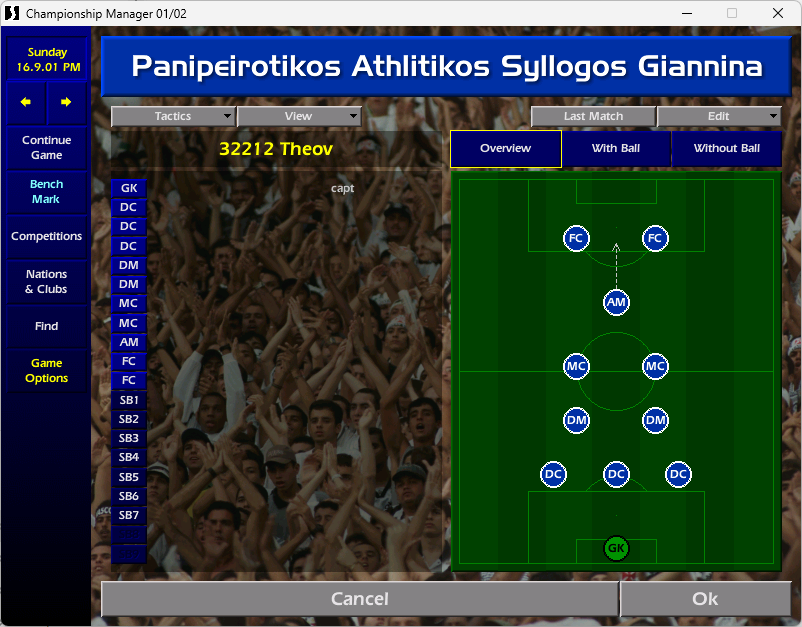 Championship Manager 01/02
Sunday
16.9.01 PM
Panipeirotikos Athlitikos Syllogos Giannina
Continue
Game
Bench
Mark
Competitions
Nations
& Clubs
Find
Game
Options
Tactics
View
Last Match
Edit
32212 Theov
Overview
With Ball
Without Ball
GK
capt
DC
DC
DC
DM
DM
MC
MC
AM
FC
FC
SB1
SB2
SB3
SB4
SB5
SB6
SB7
FC FC
AM
MC MC
DM DM
DC DC DC
GK
Cancel
Ok